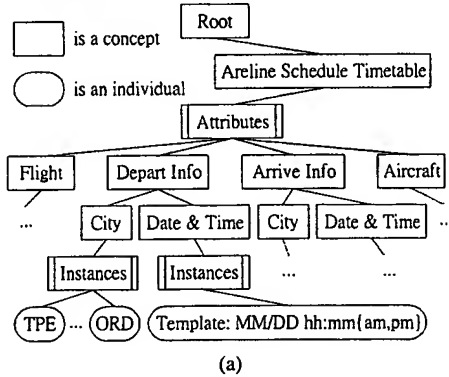 Root
is a concept
Areline Schedule Timetable
is an individual
Attributes
Flight Depart Info Arrive Info Aircraft
... City Date & Time City Date & Time ...
Instances Instances ... ...
TPE ... ORD Template: MM/DD hh:mm{am,pm}
(a)